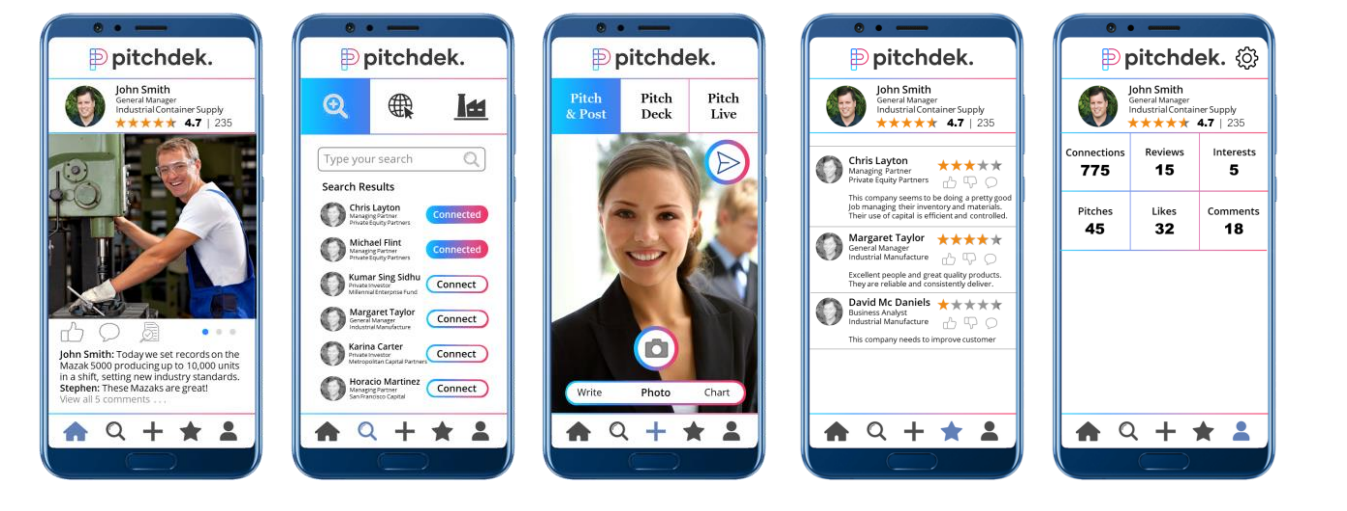 pitchdek.
John Smith
General Manager
Industrial Container Supply
4.7 | 235
John Smith: Today we set records on the
Mazak 5000 producing up to 10,000 units
in a shift, setting new industry standards.
Stephen: These Mazaks are great!
View all 5 comments . . .
pitchdek.
Type your search
Search Results
Chris Layton
Managing Partner
Private Equity Partners
Connected
Michael Flint
Managing Partner
Private Equity Partners
Connected
Kumar Sing Sidhu
Private Investor
Millennial Enterprise Fund
Connect
Margaret Taylor
General Manager
Industrial Manufacture
Connect
Karina Carter
Private Investor
Metropolitan Capital Partners
Connect
Horacio Martinez
Managing Partner
San Francisco Capital
Connect
pitchdek.
Pitch
& Post
Pitch
Deck
Pitch
Live
Write
Photo
Chart
pitchdek.
John Smith
General Manager
Industrial Container Supply
4.7 | 235
Chris Layton
Managing Partner
Private Equity Partners
This company seems to be doing a pretty good
Job managing their inventory and materials.
Their use of capital is efficient and controlled.
Margaret Taylor
General Manager
Industrial Manufacture
Excellent people and great quality products.
They are reliable and consistently deliver.
David Mc Daniels
Business Analyst
Industrial Manufacture
This company needs to improve customer
pitchdek.
John Smith
General Manager
Industrial Container Supply
4.7 | 235
Connections
775
Reviews
15
Interests
5
Pitches
45
Likes
32
Comments
18